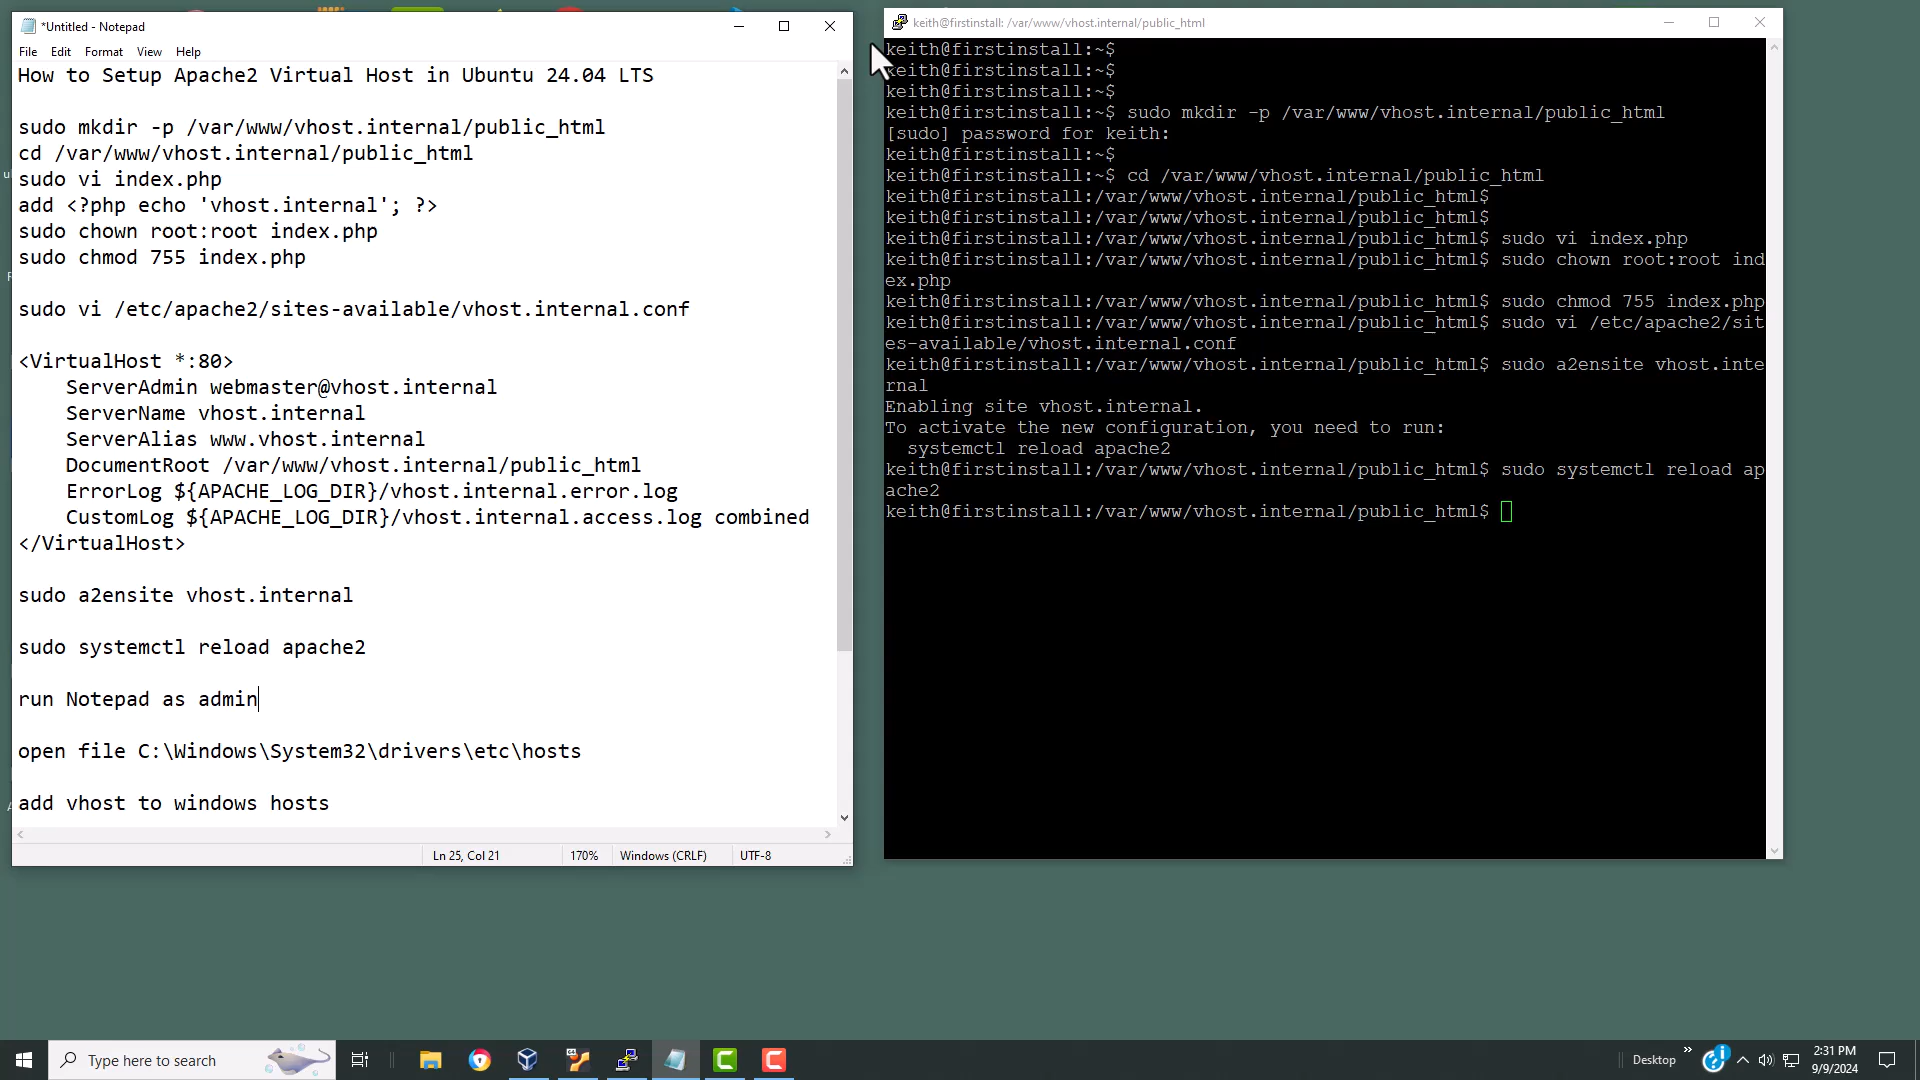 *Untitled - Notepad
File Edit Format View Help
How to Setup Apache2 Virtual Host in Ubuntu 24.04 LTS
sudo mkdir -p /var/www/vhost.internal/public_html
cd /var/www/vhost.internal/public_html
sudo vi index.php
add <?php echo 'vhost.internal'; ?>
sudo chown root:root index.php
sudo chmod 755 index.php
sudo vi /etc/apache2/sites-available/vhost.internal.conf
<VirtualHost *:80>
    ServerAdmin webmaster@vhost.internal
    ServerName vhost.internal
    ServerAlias www.vhost.internal
    DocumentRoot /var/www/vhost.internal/public_html
    ErrorLog ${APACHE_LOG_DIR}/vhost.internal.error.log
    CustomLog ${APACHE_LOG_DIR}/vhost.internal.access.log combined
</VirtualHost>
sudo a2ensite vhost.internal
sudo systemctl reload apache2
run Notepad as admin
open file C:\Windows\System32\drivers\etc\hosts
add vhost to windows hosts
Ln 25, Col 21 170% Windows (CRLF) UTF-8
keith@firstinstall: /var/www/vhost.internal/public_html
keith@firstinstall:~$
keith@firstinstall:~$
keith@firstinstall:~$
keith@firstinstall:~$ sudo mkdir -p /var/www/vhost.internal/public_html
[sudo] password for keith:
keith@firstinstall:~$
keith@firstinstall:~$ cd /var/www/vhost.internal/public_html
keith@firstinstall:/var/www/vhost.internal/public_html$
keith@firstinstall:/var/www/vhost.internal/public_html$
keith@firstinstall:/var/www/vhost.internal/public_html$ sudo vi index.php
keith@firstinstall:/var/www/vhost.internal/public_html$ sudo chown root:root ind
ex.php
keith@firstinstall:/var/www/vhost.internal/public_html$ sudo chmod 755 index.php
keith@firstinstall:/var/www/vhost.internal/public_html$ sudo vi /etc/apache2/sit
es-available/vhost.internal.conf
keith@firstinstall:/var/www/vhost.internal/public_html$ sudo a2ensite vhost.inte
rnal
Enabling site vhost.internal.
To activate the new configuration, you need to run:
  systemctl reload apache2
keith@firstinstall:/var/www/vhost.internal/public_html$ sudo systemctl reload ap
ache2
keith@firstinstall:/var/www/vhost.internal/public_html$
Type here to search
Desktop
2:31 PM
9/9/2024